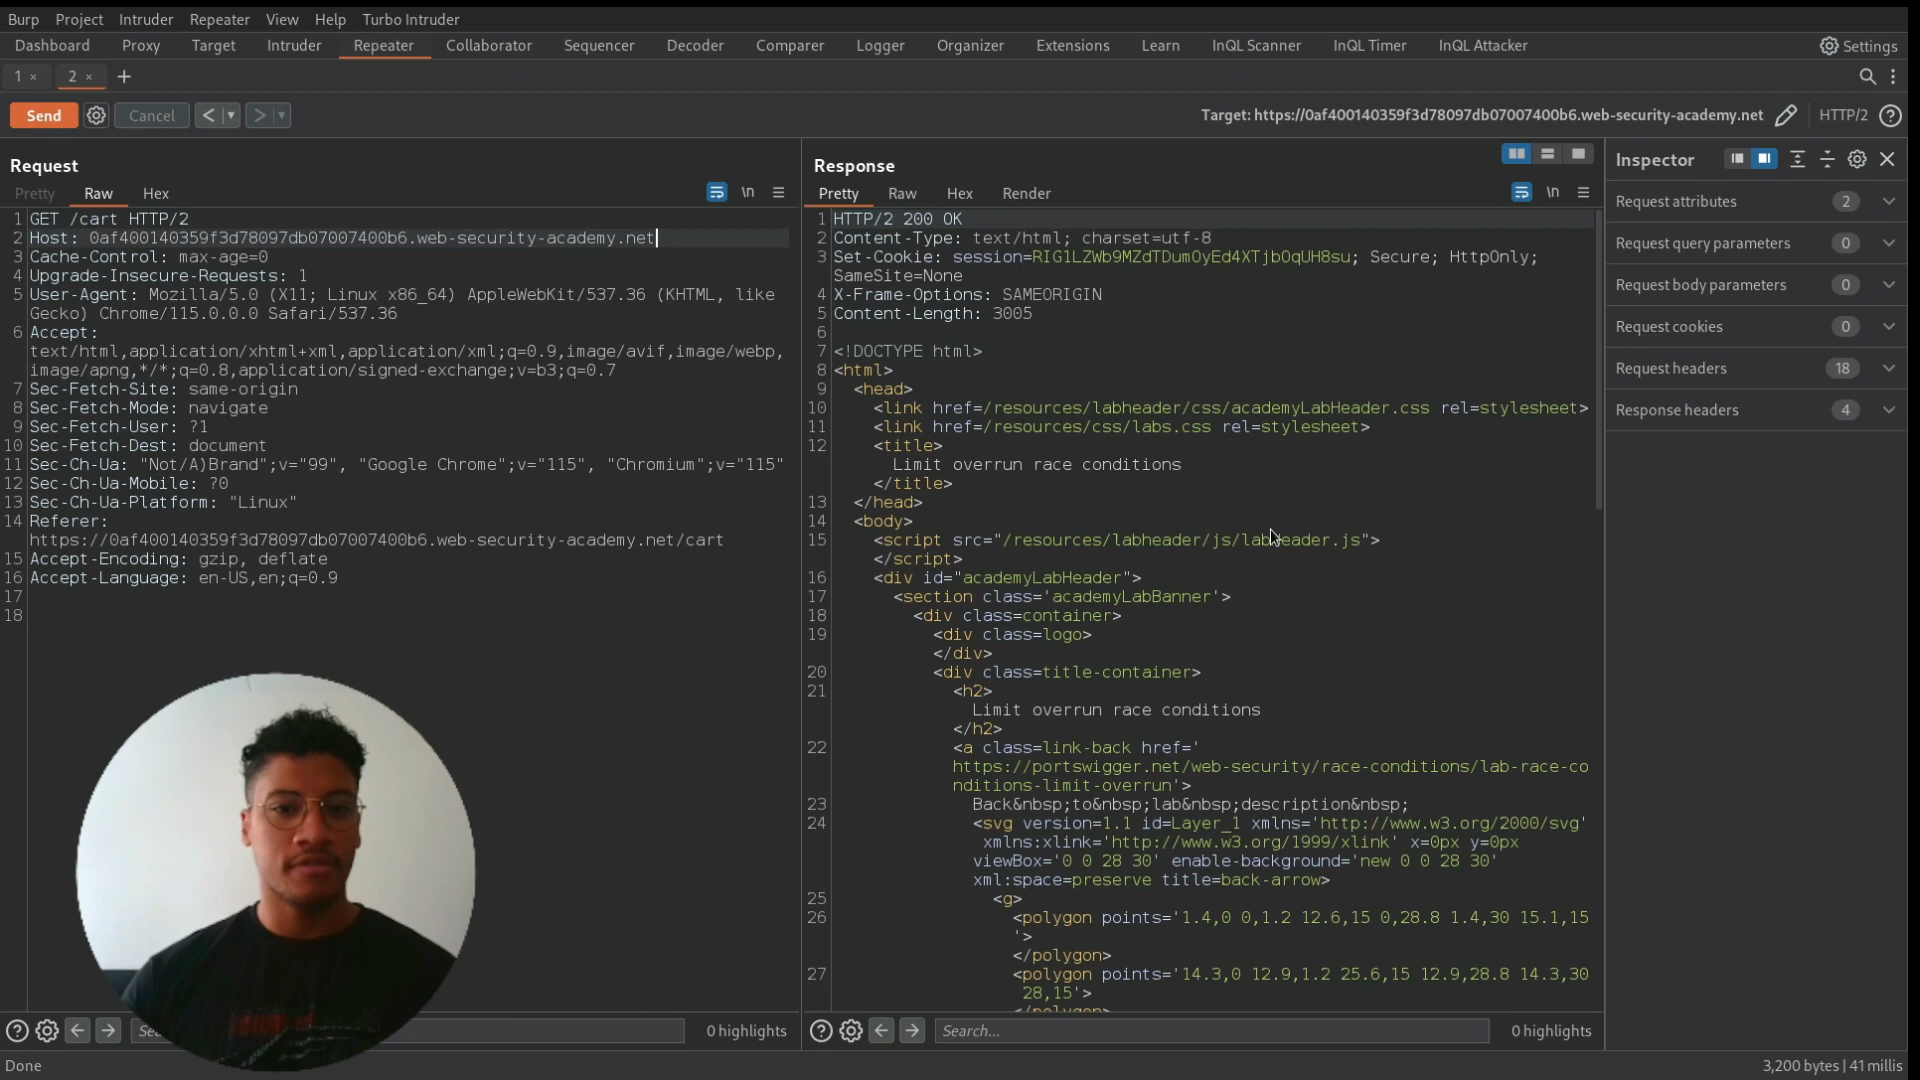 Burp Project Intruder Repeater View Help Turbo Intruder
Dashboard Proxy Target Intruder Repeater Collaborator Sequencer Decoder Comparer Logger Organizer Extensions Learn InQL Scanner InQL Timer InQL Attacker Settings
1 × 2 × +
Send Cancel < > Target: https://0af400140359f3d78097db07007400b6.web-security-academy.net HTTP/2
Request
Pretty Raw Hex \n
1 GET /cart HTTP/2
2 Host: 0af400140359f3d78097db07007400b6.web-security-academy.net
3 Cache-Control: max-age=0
4 Upgrade-Insecure-Requests: 1
5 User-Agent: Mozilla/5.0 (X11; Linux x86_64) AppleWebKit/537.36 (KHTML, like
Gecko) Chrome/115.0.0.0 Safari/537.36
6 Accept:
text/html,application/xhtml+xml,application/xml;q=0.9,image/avif,image/webp,
image/apng,*/*;q=0.8,application/signed-exchange;v=b3;q=0.7
7 Sec-Fetch-Site: same-origin
8 Sec-Fetch-Mode: navigate
9 Sec-Fetch-User: ?1
10 Sec-Fetch-Dest: document
11 Sec-Ch-Ua: "Not/A)Brand";v="99", "Google Chrome";v="115", "Chromium";v="115"
12 Sec-Ch-Ua-Mobile: ?0
13 Sec-Ch-Ua-Platform: "Linux"
14 Referer:
https://0af400140359f3d78097db07007400b6.web-security-academy.net/cart
15 Accept-Encoding: gzip, deflate
16 Accept-Language: en-US,en;q=0.9
17
18
0 highlights
Response
Pretty Raw Hex Render \n
1 HTTP/2 200 OK
2 Content-Type: text/html; charset=utf-8
3 Set-Cookie: session=RIG1LZWb9MZdTDumOyEd4XTjbOqUH8su; Secure; HttpOnly;
SameSite=None
4 X-Frame-Options: SAMEORIGIN
5 Content-Length: 3005
6
7 <!DOCTYPE html>
8 <html>
9 <head>
10 <link href=/resources/labheader/css/academyLabHeader.css rel=stylesheet>
11 <link href=/resources/css/labs.css rel=stylesheet>
12 <title>
Limit overrun race conditions
</title>
13 </head>
14 <body>
15 <script src="/resources/labheader/js/labHeader.js">
</script>
16 <div id="academyLabHeader">
17 <section class='academyLabBanner'>
18 <div class=container>
19 <div class=logo>
</div>
20 <div class=title-container>
21 <h2>
Limit overrun race conditions
</h2>
22 <a class=link-back href='
https://portswigger.net/web-security/race-conditions/lab-race-co
nditions-limit-overrun'>
23 Back&nbsp;to&nbsp;lab&nbsp;description&nbsp;
24 <svg version=1.1 id=Layer_1 xmlns='http://www.w3.org/2000/svg'
xmlns:xlink='http://www.w3.org/1999/xlink' x=0px y=0px
viewBox='0 0 28 30' enable-background='new 0 0 28 30'
xml:space=preserve title=back-arrow>
25 <g>
26 <polygon points='1.4,0 0,1.2 12.6,15 0,28.8 1.4,30 15.1,15
'>
</polygon>
27 <polygon points='14.3,0 12.9,1.2 25.6,15 12.9,28.8 14.3,30
28,15'>
</polygon>
Search... 0 highlights
Inspector
Request attributes 2
Request query parameters 0
Request body parameters 0
Request cookies 0
Request headers 18
Response headers 4
Done 3,200 bytes | 41 millis